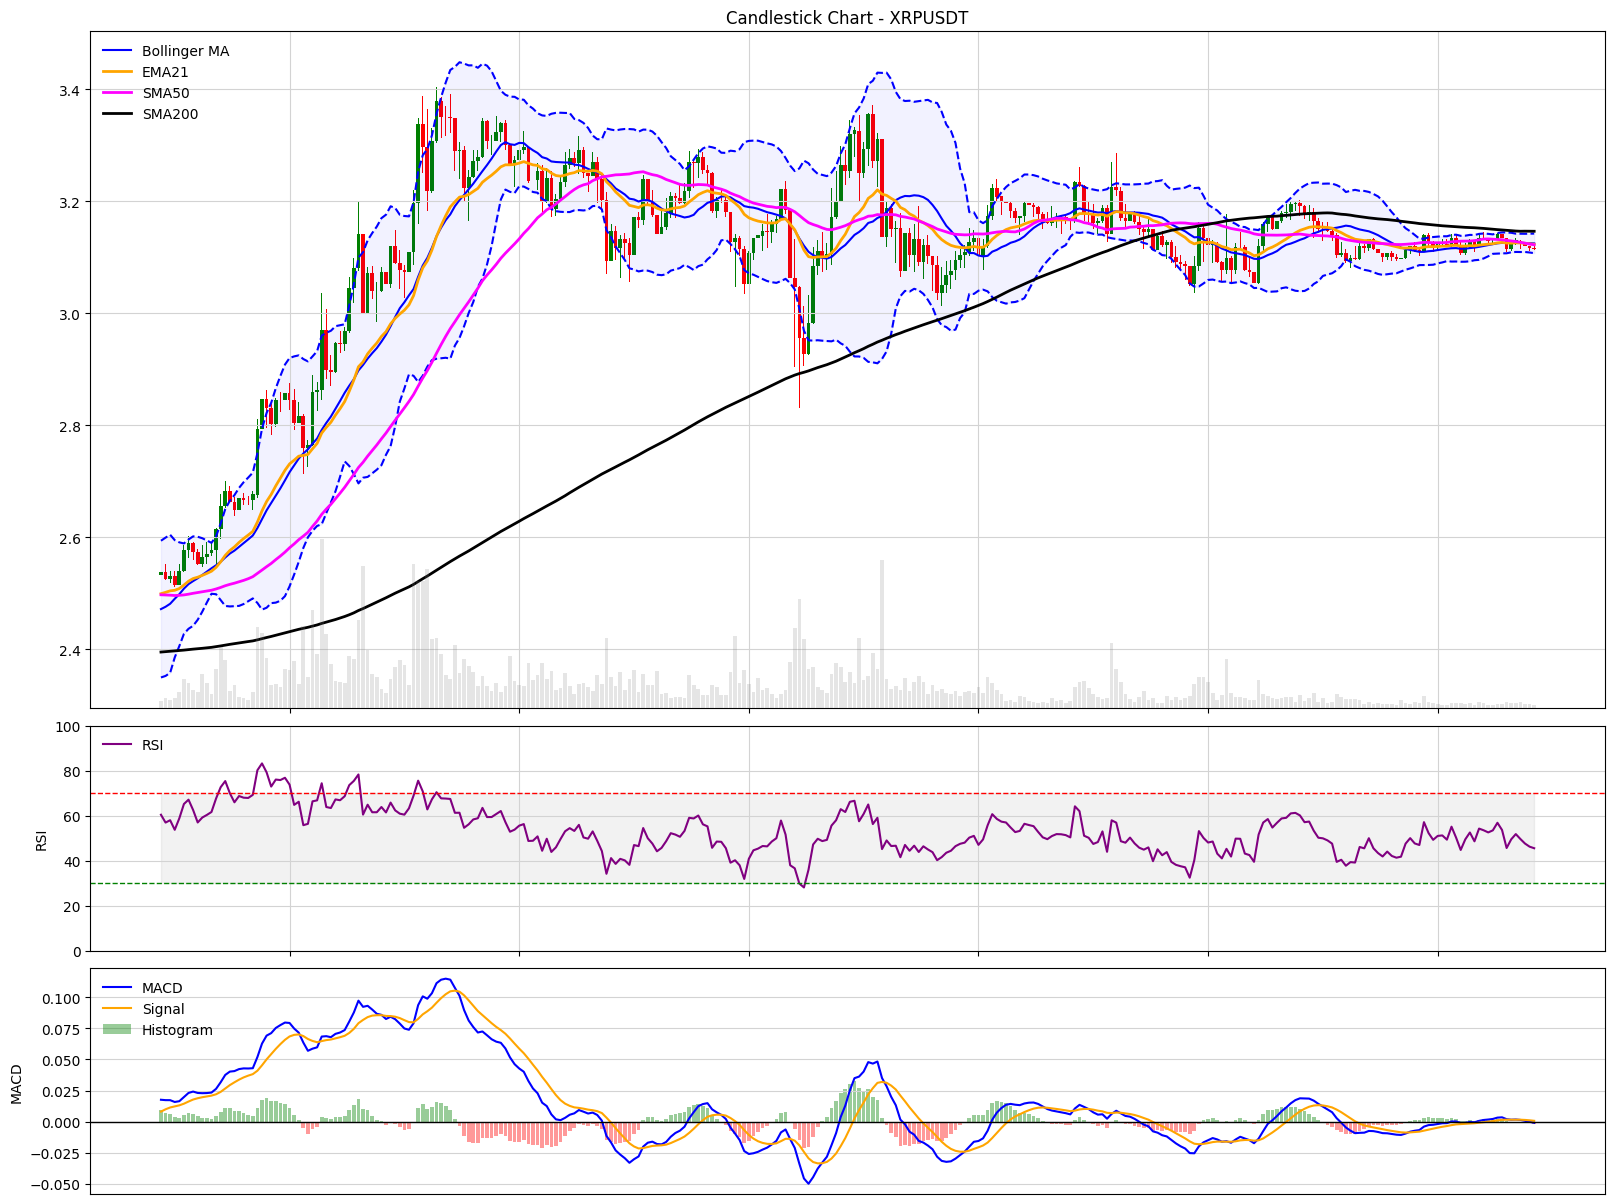 Candlestick Chart - XRPUSDT
Bollinger MA
EMA21
SMA50
SMA200
3.4
3.2
3.0
2.8
2.6
2.4
100
80
60
40
20
0
RSI
RSI
0.100
0.075
0.050
0.025
0.000
−0.025
−0.050
MACD
MACD
Signal
Histogram